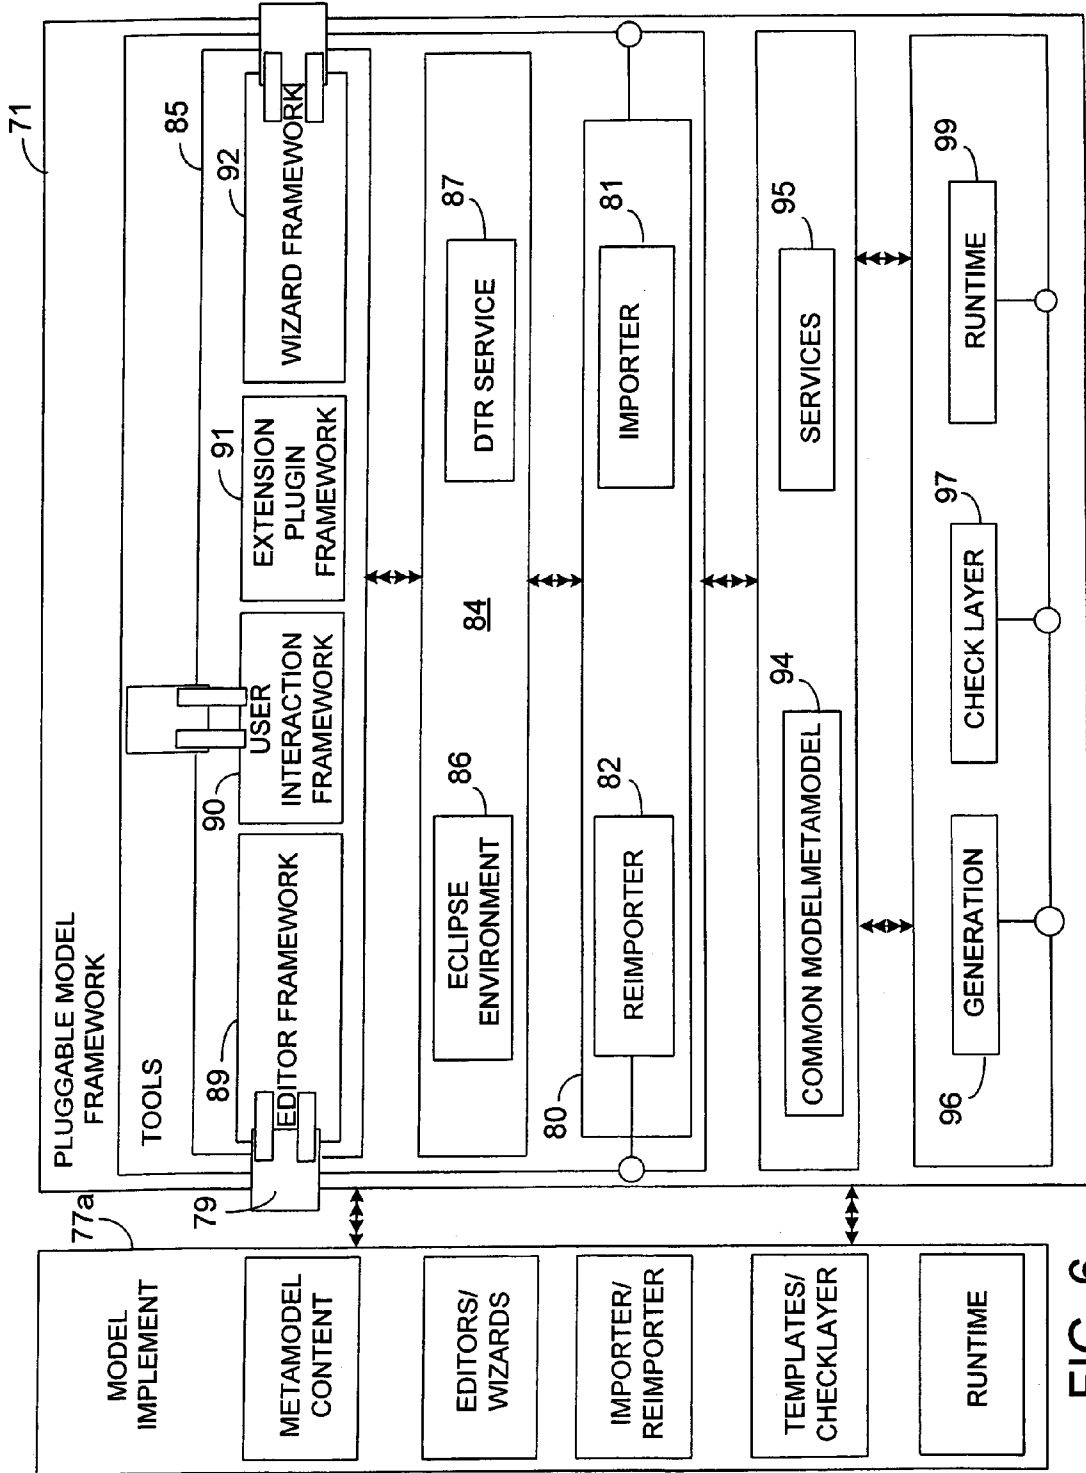 71
PLUGGABLE MODEL
FRAMEWORK
TOOLS
85
89
EDITOR FRAMEWORK
90
USER
INTERACTION
FRAMEWORK
91
EXTENSION
PLUGIN
FRAMEWORK
92
WIZARD FRAMEWORK
79
84
86
ECLIPSE
ENVIRONMENT
87
DTR SERVICE
80
82
REIMPORTER
81
IMPORTER
94
COMMON MODELMETAMODEL
95
SERVICES
96
GENERATION
97
CHECK LAYER
99
RUNTIME
77a
MODEL
IMPLEMENT
METAMODEL
CONTENT
EDITORS/
WIZARDS
IMPORTER/
REIMPORTER
TEMPLATES/
CHECKLAYER
RUNTIME
FIG. 6